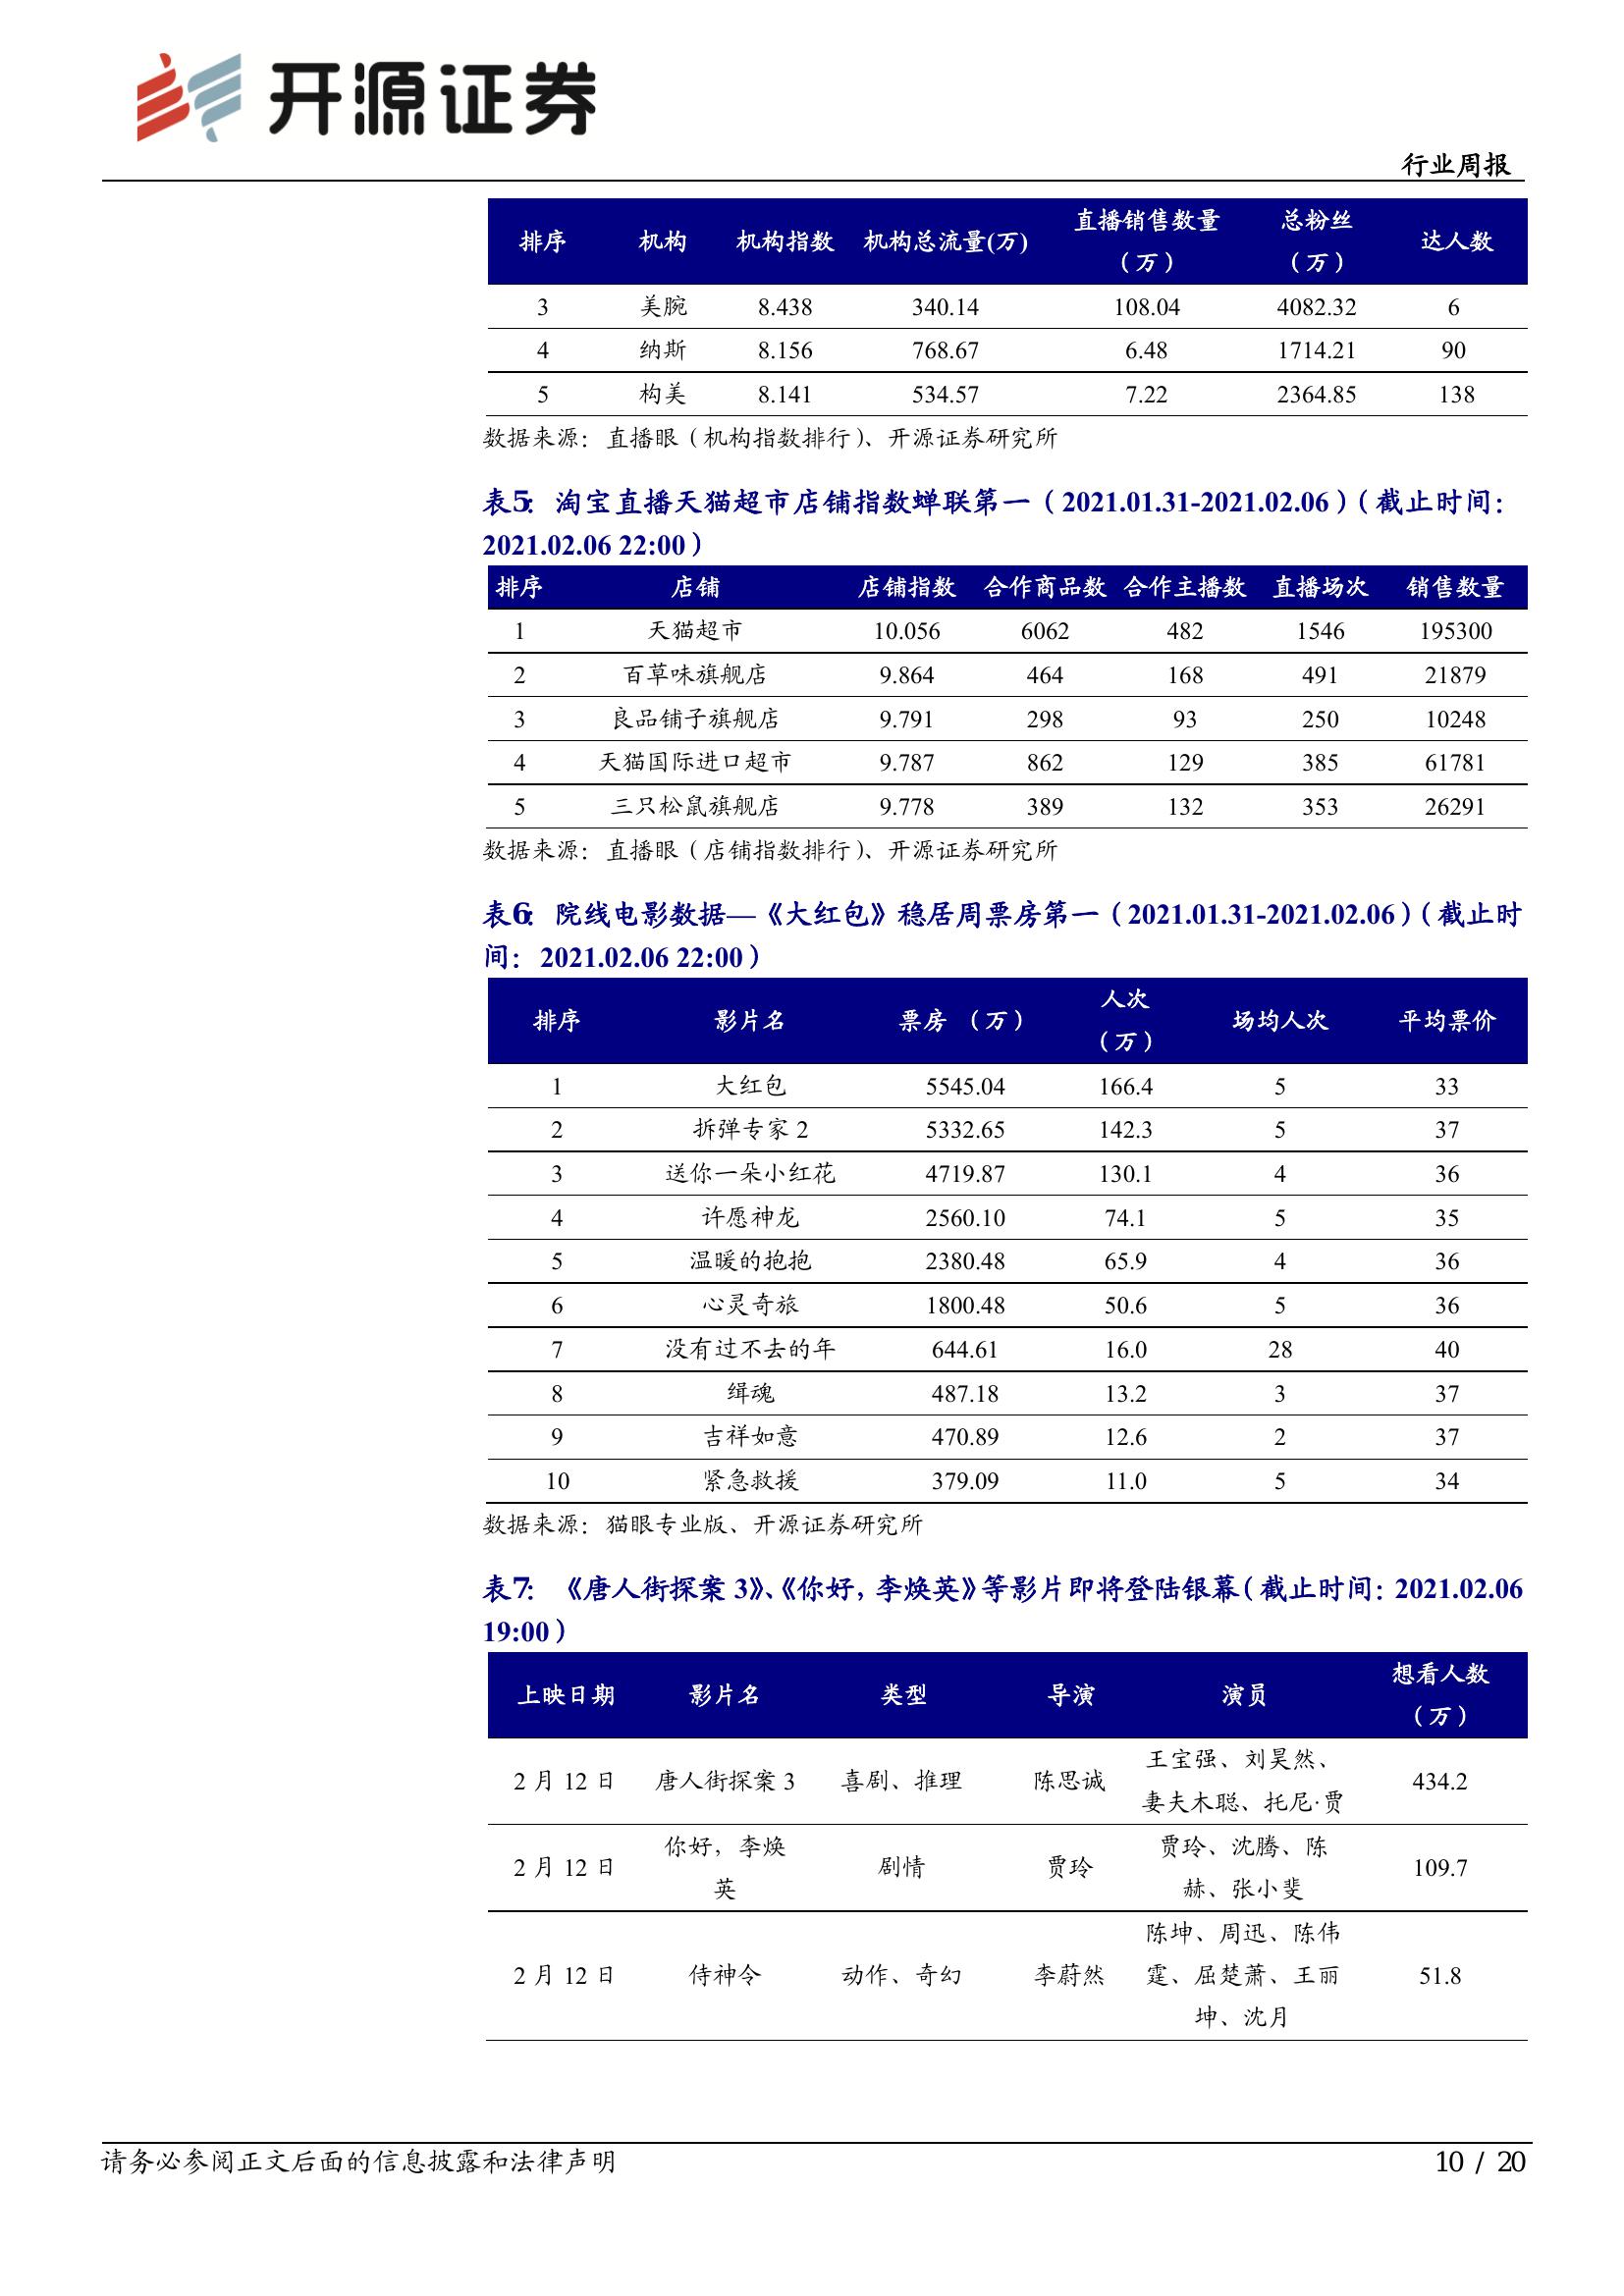 开源证券
行业周报
排序 机构 机构指数 机构总流量(万) 直播销售数量（万） 总粉丝（万） 达人数
3 美腕 8.438 340.14 108.04 4082.32 6
4 纳斯 8.156 768.67 6.48 1714.21 90
5 构美 8.141 534.57 7.22 2364.85 138
数据来源：直播眼（机构指数排行）、开源证券研究所
表5：淘宝直播天猫超市店铺指数蝉联第一（2021.01.31-2021.02.06）（截止时间：
2021.02.06 22:00）
排序 店铺 店铺指数 合作商品数 合作主播数 直播场次 销售数量
1 天猫超市 10.056 6062 482 1546 195300
2 百草味旗舰店 9.864 464 168 491 21879
3 良品铺子旗舰店 9.791 298 93 250 10248
4 天猫国际进口超市 9.787 862 129 385 61781
5 三只松鼠旗舰店 9.778 389 132 353 26291
数据来源：直播眼（店铺指数排行）、开源证券研究所
表6：院线电影数据—《大红包》稳居周票房第一（2021.01.31-2021.02.06）（截止时
间：2021.02.06 22:00）
排序 影片名 票房 （万） 人次（万） 场均人次 平均票价
1 大红包 5545.04 166.4 5 33
2 拆弹专家 2 5332.65 142.3 5 37
3 送你一朵小红花 4719.87 130.1 4 36
4 许愿神龙 2560.10 74.1 5 35
5 温暖的抱抱 2380.48 65.9 4 36
6 心灵奇旅 1800.48 50.6 5 36
7 没有过不去的年 644.61 16.0 28 40
8 缉魂 487.18 13.2 3 37
9 吉祥如意 470.89 12.6 2 37
10 紧急救援 379.09 11.0 5 34
数据来源：猫眼专业版、开源证券研究所
表7：《唐人街探案 3》、《你好，李焕英》等影片即将登陆银幕（截止时间：2021.02.06
19:00）
上映日期 影片名 类型 导演 演员 想看人数（万）
2 月 12 日 唐人街探案 3 喜剧、推理 陈思诚 王宝强、刘昊然、妻夫木聪、托尼·贾 434.2
2 月 12 日 你好，李焕英 剧情 贾玲 贾玲、沈腾、陈赫、张小斐 109.7
2 月 12 日 侍神令 动作、奇幻 李蔚然 陈坤、周迅、陈伟霆、屈楚萧、王丽坤、沈月 51.8
请务必参阅正文后面的信息披露和法律声明
10 / 20